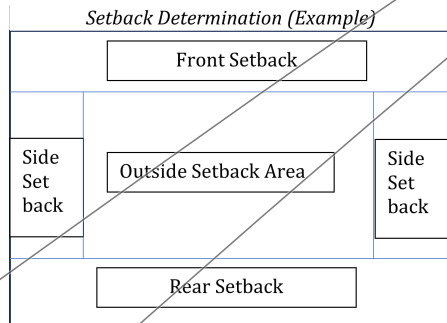 Setback Determination (Example)
Front Setback
Side
Set
back
Outside Setback Area
Side
Set
back
Rear Setback